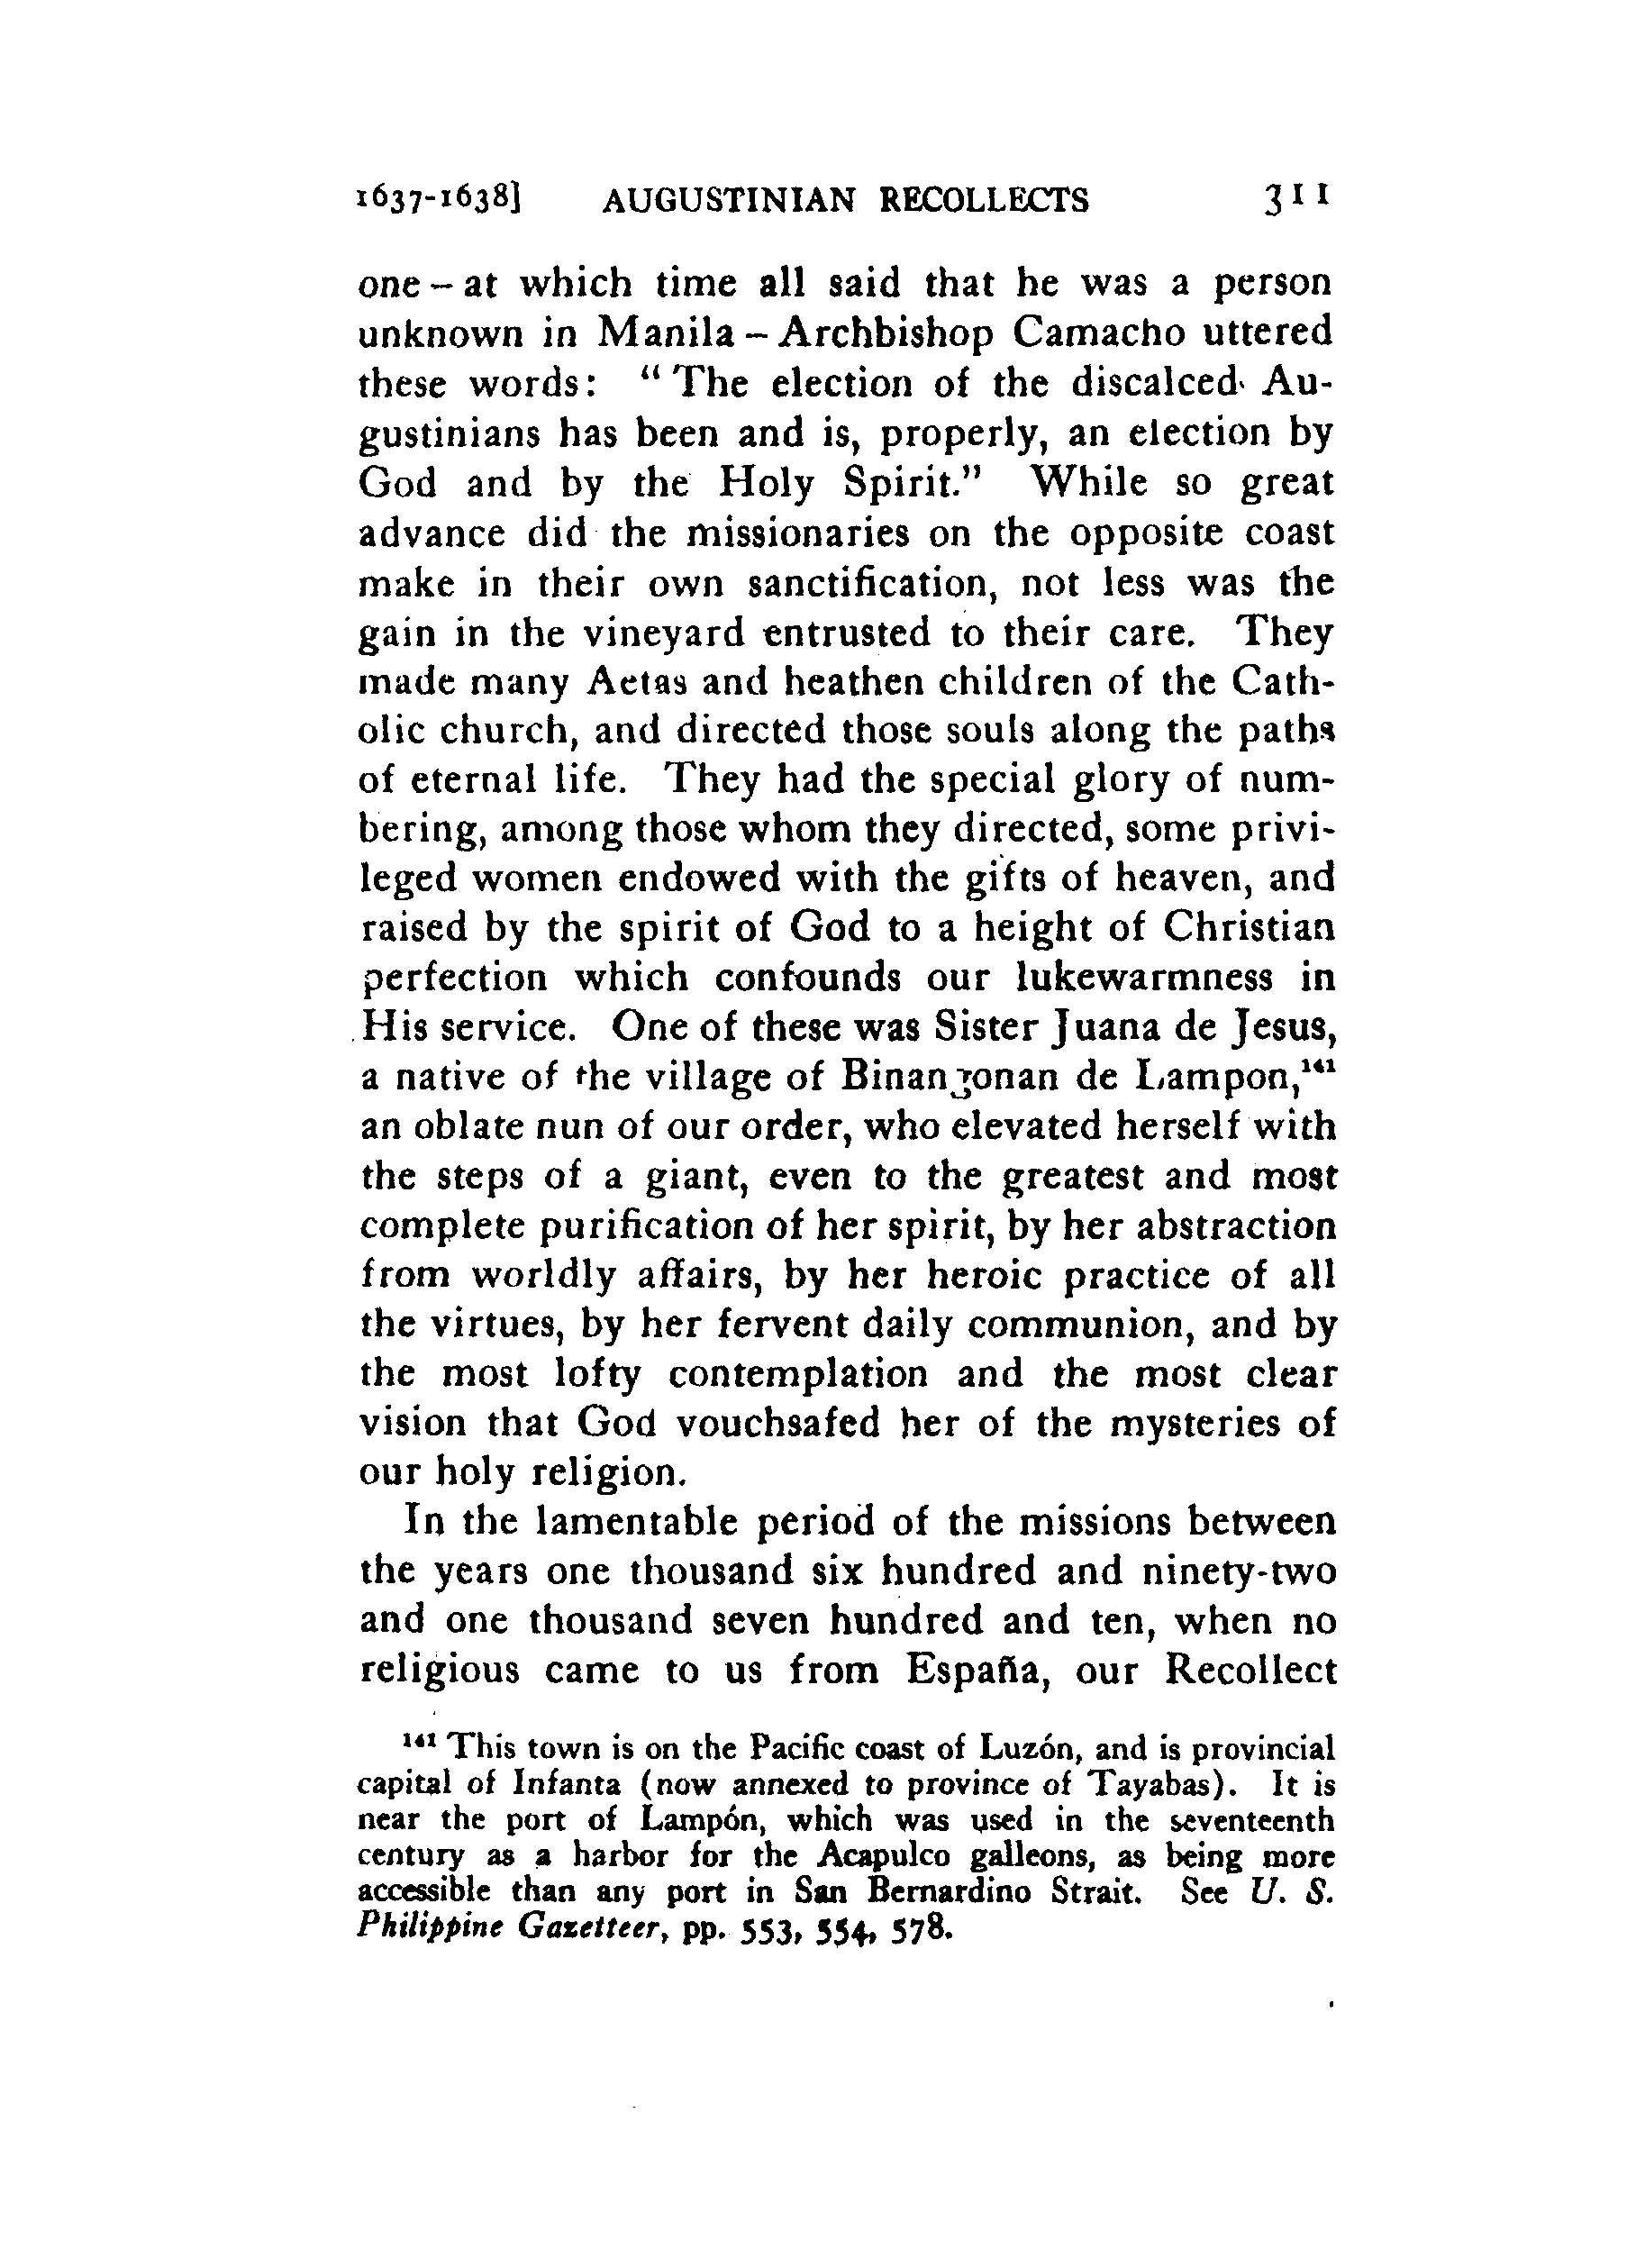 1637-1638] AUGUSTINIAN RECOLLECTS 311
one – at which time all said that he was a person
unknown in Manila – Archbishop Camacho uttered
these words: “ The election of the discalced Au-
gustinians has been and is, properly, an election by
God and by the Holy Spirit.” While so great
advance did the missionaries on the opposite coast
make in their own sanctification, not less was the
gain in the vineyard entrusted to their care. They
made many Aetas and heathen children of the Cath-
olic church, and directed those souls along the paths
of eternal life. They had the special glory of num-
bering, among those whom they directed, some privi-
leged women endowed with the gifts of heaven, and
raised by the spirit of God to a height of Christian
perfection which confounds our lukewarmness in
His service. One of these was Sister Juana de Jesus,
a native of the village of Binangonan de Lampon,¹⁴¹
an oblate nun of our order, who elevated herself with
the steps of a giant, even to the greatest and most
complete purification of her spirit, by her abstraction
from worldly affairs, by her heroic practice of all
the virtues, by her fervent daily communion, and by
the most lofty contemplation and the most clear
vision that God vouchsafed her of the mysteries of
our holy religion.
In the lamentable period of the missions between
the years one thousand six hundred and ninety-two
and one thousand seven hundred and ten, when no
religious came to us from España, our Recollect
¹⁴¹ This town is on the Pacific coast of Luzón, and is provincial
capital of Infanta (now annexed to province of Tayabas). It is
near the port of Lampón, which was used in the seventeenth
century as a harbor for the Acapulco galleons, as being more
accessible than any port in San Bernardino Strait. See U. S.
Philippine Gazetteer, pp. 553, 554, 578.